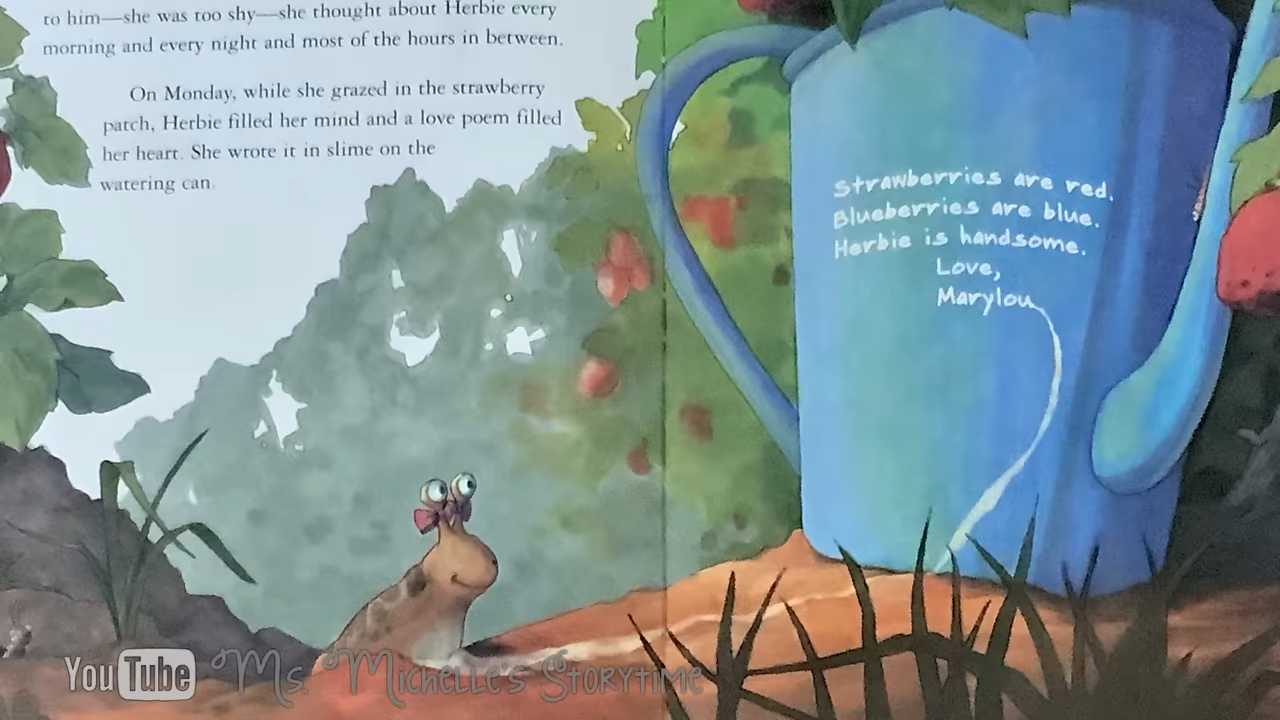 to him—she was too shy—she thought about Herbie every
morning and every night and most of the hours in between.
On Monday, while she grazed in the strawberry
patch, Herbie filled her mind and a love poem filled
her heart. She wrote it in slime on the
watering can.
Strawberries are red.
Blueberries are blue.
Herbie is handsome.
Love,
Marylou
YouTube Ms. Michelle's Storytime